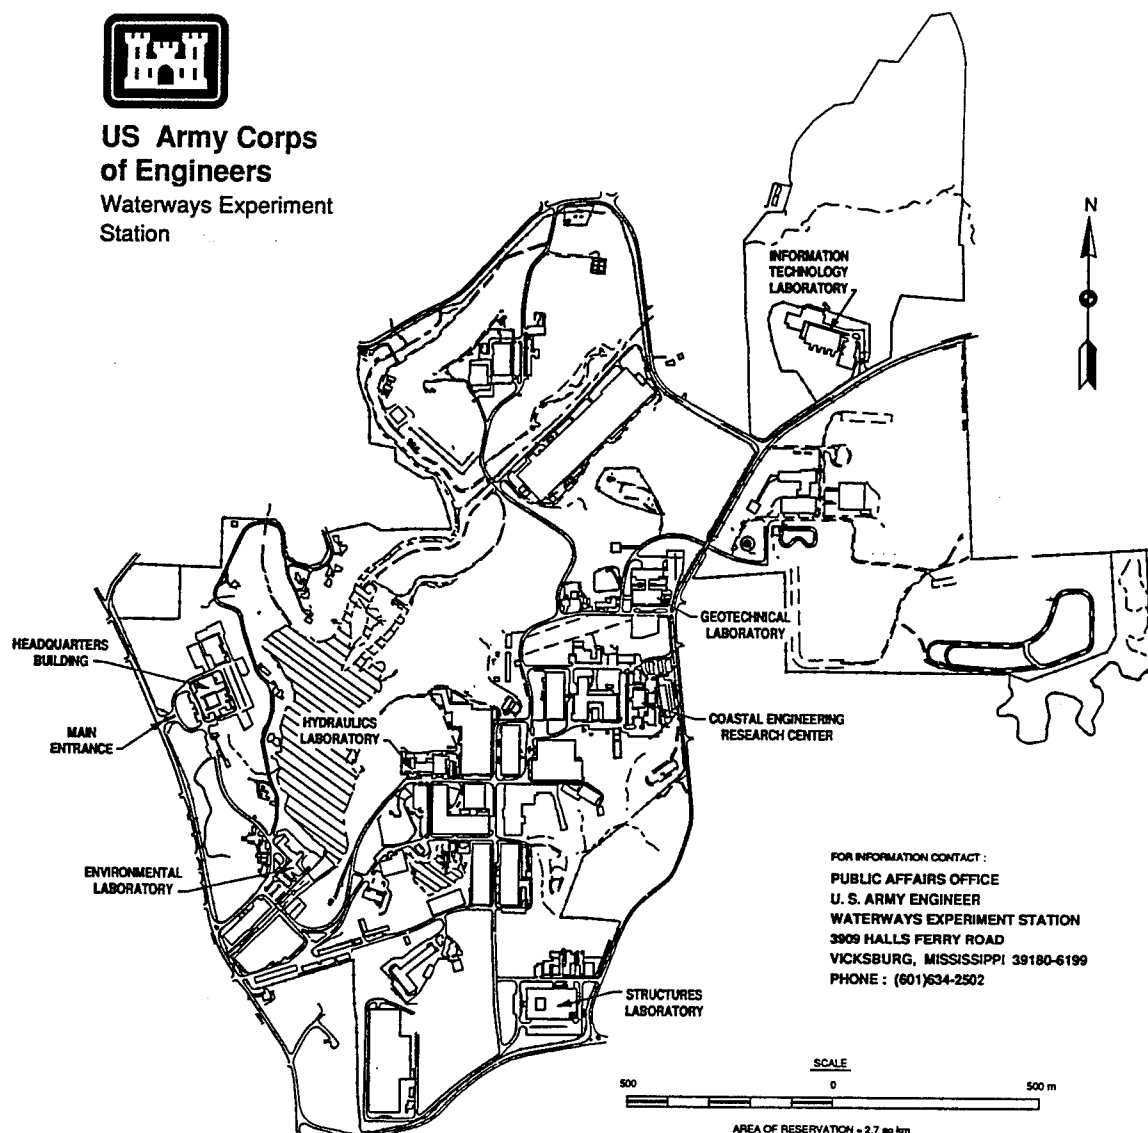 US Army Corps
of Engineers
Waterways Experiment
Station
N
INFORMATION
TECHNOLOGY
LABORATORY
GEOTECHNICAL
LABORATORY
HEADQUARTERS
BUILDING
MAIN
ENTRANCE
HYDRAULICS
LABORATORY
COASTAL ENGINEERING
RESEARCH CENTER
ENVIRONMENTAL
LABORATORY
STRUCTURES
LABORATORY
FOR INFORMATION CONTACT :
PUBLIC AFFAIRS OFFICE
U. S. ARMY ENGINEER
WATERWAYS EXPERIMENT STATION
3909 HALLS FERRY ROAD
VICKSBURG, MISSISSIPPI 39180-6199
PHONE : (601)634-2502
SCALE
500 0 500 m
AREA OF RESERVATION = 2.7 sq km